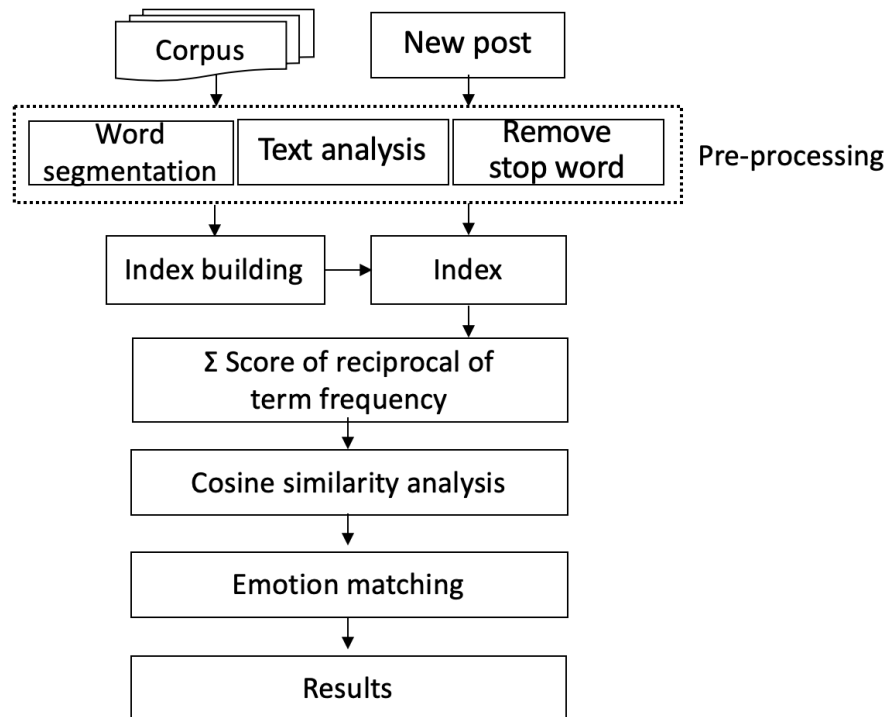 Corpus
New post
Word
segmentation
Text analysis
Remove
stop word
Pre-processing
Index building
Index
Σ Score of reciprocal of
term frequency
Cosine similarity analysis
Emotion matching
Results